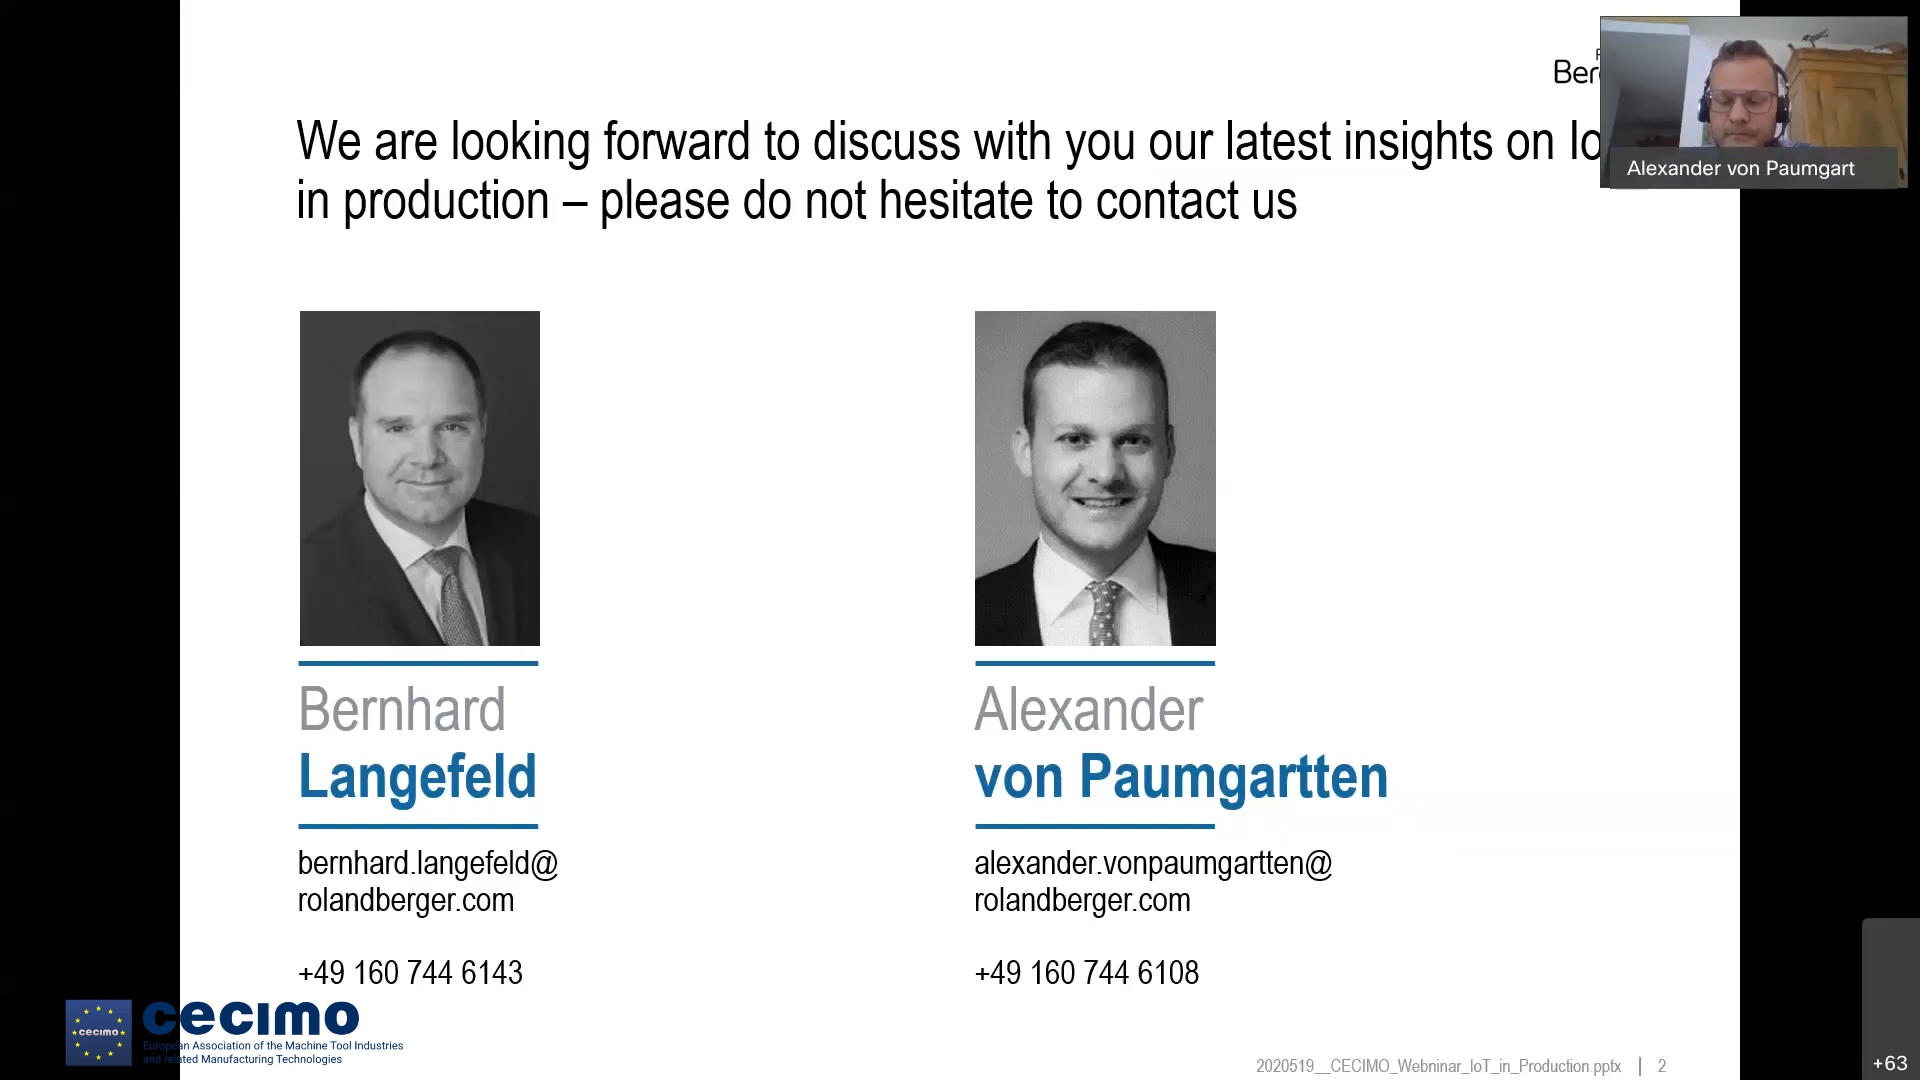 Ber
We are looking forward to discuss with you our latest insights on Io
in production – please do not hesitate to contact us
Alexander von Paumgart
Bernhard
Langefeld
bernhard.langefeld@
rolandberger.com
+49 160 744 6143
Alexander
von Paumgartten
alexander.vonpaumgartten@
rolandberger.com
+49 160 744 6108
cecimo
cecimo
European Association of the Machine Tool Industries
and related Manufacturing Technologies
2020519__CECIMO_Webninar_IoT_in_Production.pptx | 2
+63